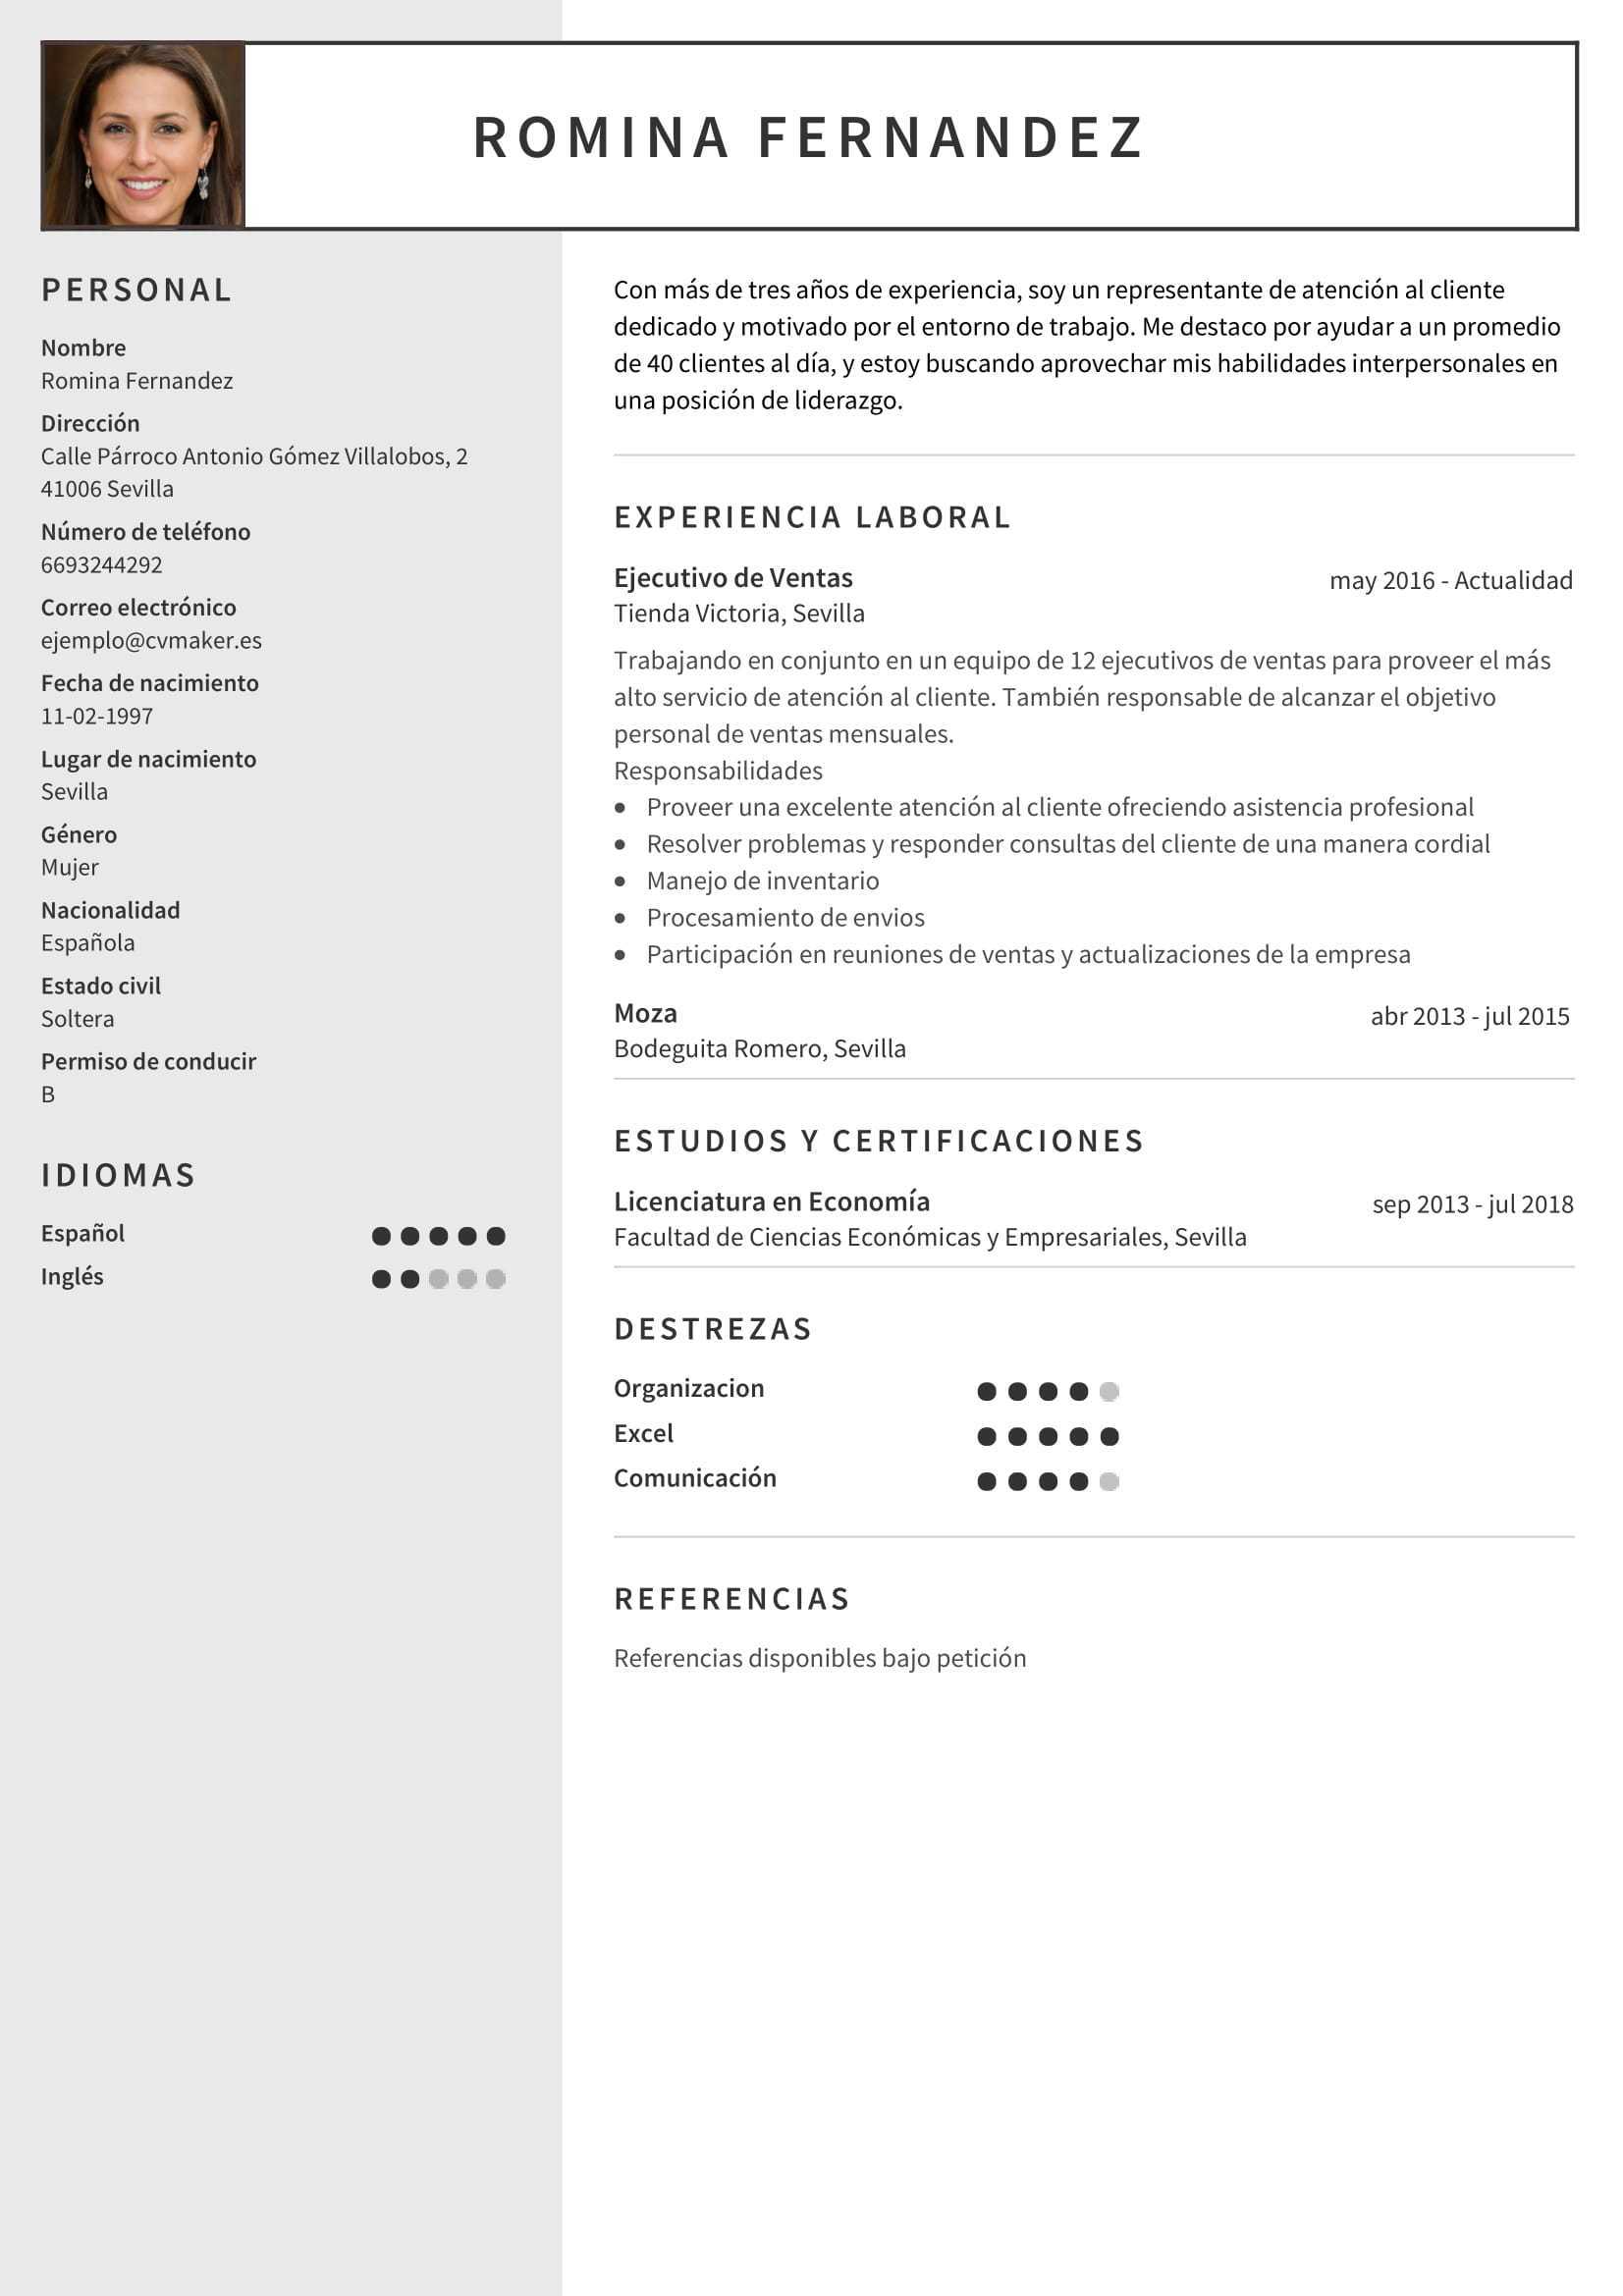 ROMINA FERNANDEZ
PERSONAL
Nombre
Romina Fernandez
Dirección
Calle Párroco Antonio Gómez Villalobos, 2
41006 Sevilla
Número de teléfono
6693244292
Correo electrónico
ejemplo@cvmaker.es
Fecha de nacimiento
11-02-1997
Lugar de nacimiento
Sevilla
Género
Mujer
Nacionalidad
Española
Estado civil
Soltera
Permiso de conducir
B
IDIOMAS
Español
Inglés
Con más de tres años de experiencia, soy un representante de atención al cliente
dedicado y motivado por el entorno de trabajo. Me destaco por ayudar a un promedio
de 40 clientes al día, y estoy buscando aprovechar mis habilidades interpersonales en
una posición de liderazgo.
EXPERIENCIA LABORAL
Ejecutivo de Ventas may 2016 - Actualidad
Tienda Victoria, Sevilla
Trabajando en conjunto en un equipo de 12 ejecutivos de ventas para proveer el más
alto servicio de atención al cliente. También responsable de alcanzar el objetivo
personal de ventas mensuales.
Responsabilidades
• Proveer una excelente atención al cliente ofreciendo asistencia profesional
• Resolver problemas y responder consultas del cliente de una manera cordial
• Manejo de inventario
• Procesamiento de envios
• Participación en reuniones de ventas y actualizaciones de la empresa
Moza abr 2013 - jul 2015
Bodeguita Romero, Sevilla
ESTUDIOS Y CERTIFICACIONES
Licenciatura en Economía sep 2013 - jul 2018
Facultad de Ciencias Económicas y Empresariales, Sevilla
DESTREZAS
Organizacion
Excel
Comunicación
REFERENCIAS
Referencias disponibles bajo petición